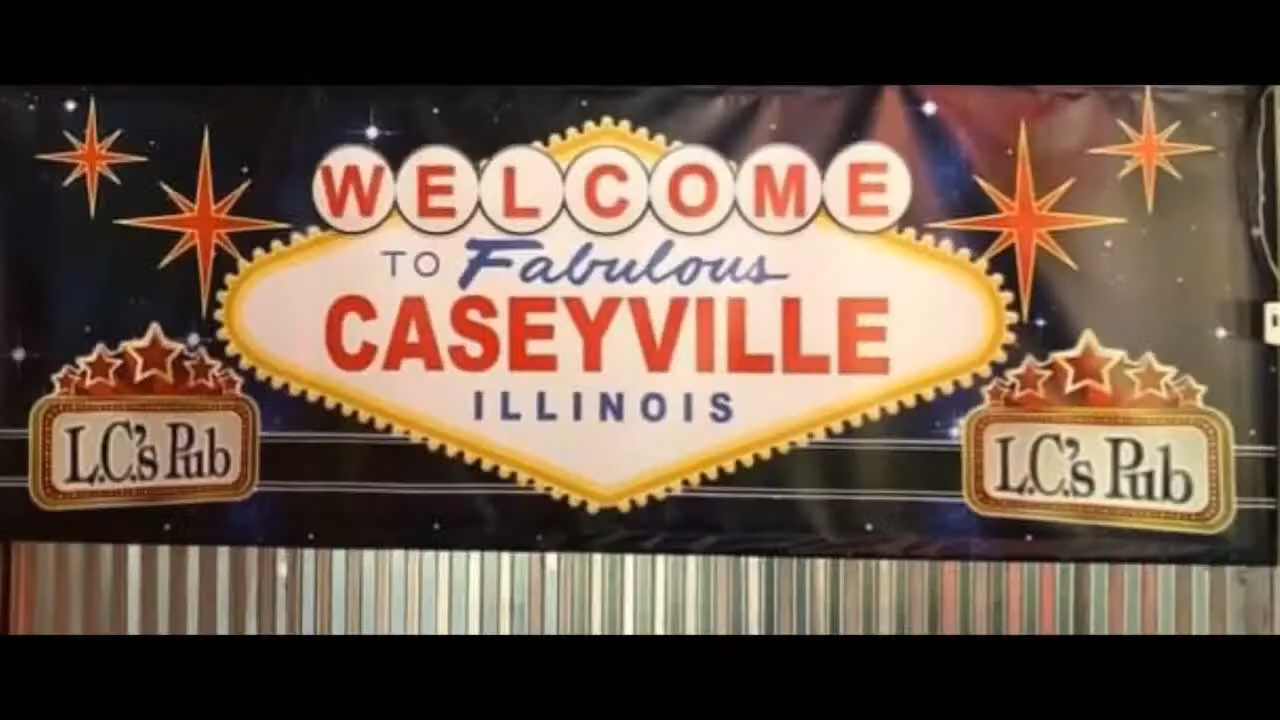 WELCOME
TO Fabulous
CASEYVILLE
ILLINOIS
L.C.'s Pub
L.C.'s Pub